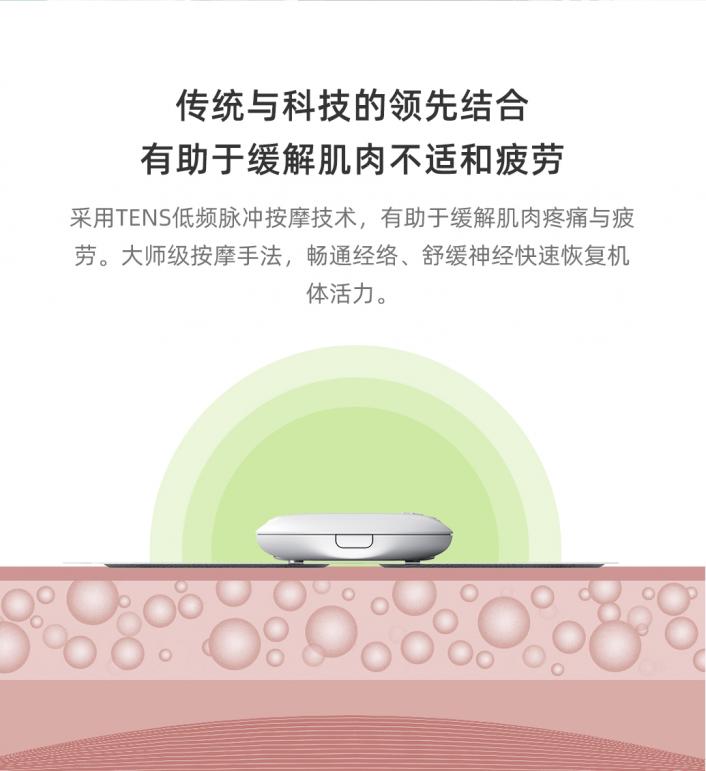 传统与科技的领先结合
有助于缓解肌肉不适和疲劳
采用TENS低频脉冲按摩技术，有助于缓解肌肉疼痛与疲
劳。大师级按摩手法，畅通经络、舒缓神经快速恢复机
体活力。